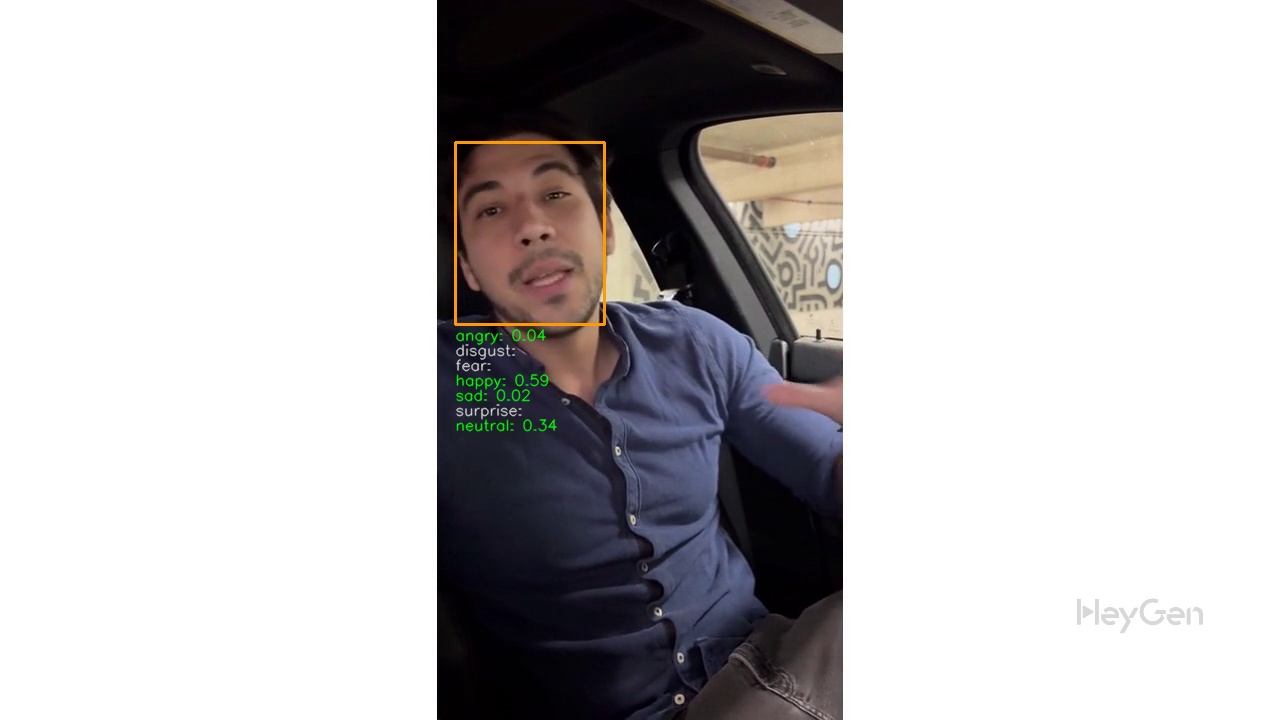 angry: 0.04
disgust:
fear:
happy: 0.59
sad: 0.02
surprise:
neutral: 0.34
HeyGen